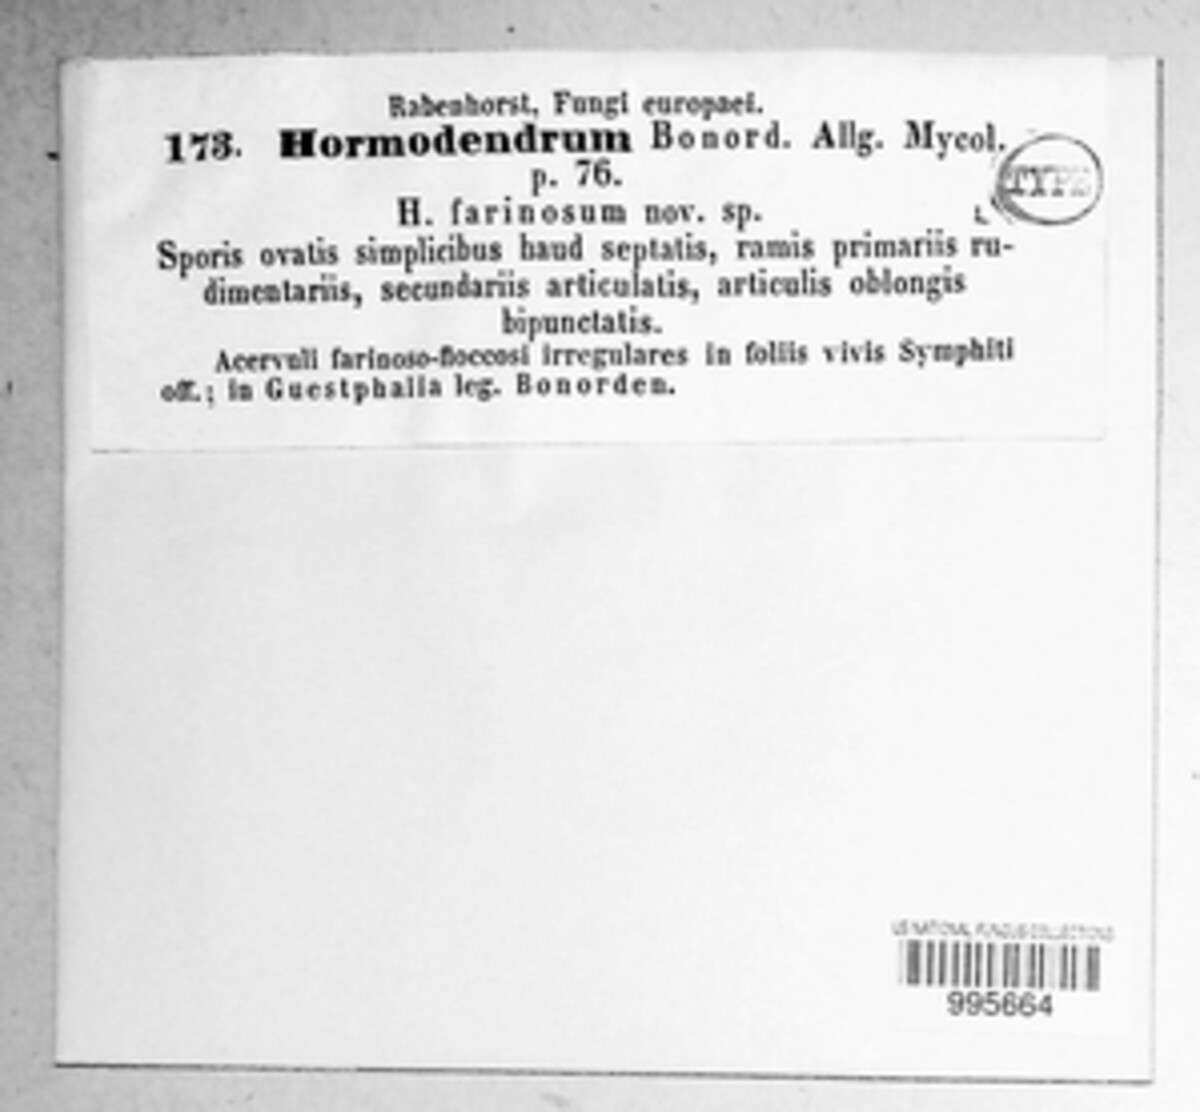 Rabenhorst, Fungi europaei.
173. Hormodendrum Bonord. Allg. Mycol.
p. 76.
TYPE
H. farinosum nov. sp.
Sporis ovatis simplicibus haud septatis, ramis primariis ru-
dimentariis, secundariis articulatis, articulis oblongis
bipunctatis.
Acervuli farinoso-floccosi irregulares in foliis vivis Symphiti
off.; in Guestphalia leg. Bonorden.
US NATIONAL FUNGUS COLLECTIONS
995664